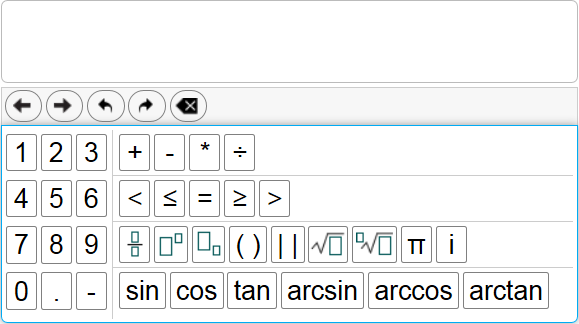 1 2 3 + - * ÷
4 5 6 < ≤ = ≥ >
7 8 9 ( ) | | √ √ π i
0 . - sin cos tan arcsin arccos arctan